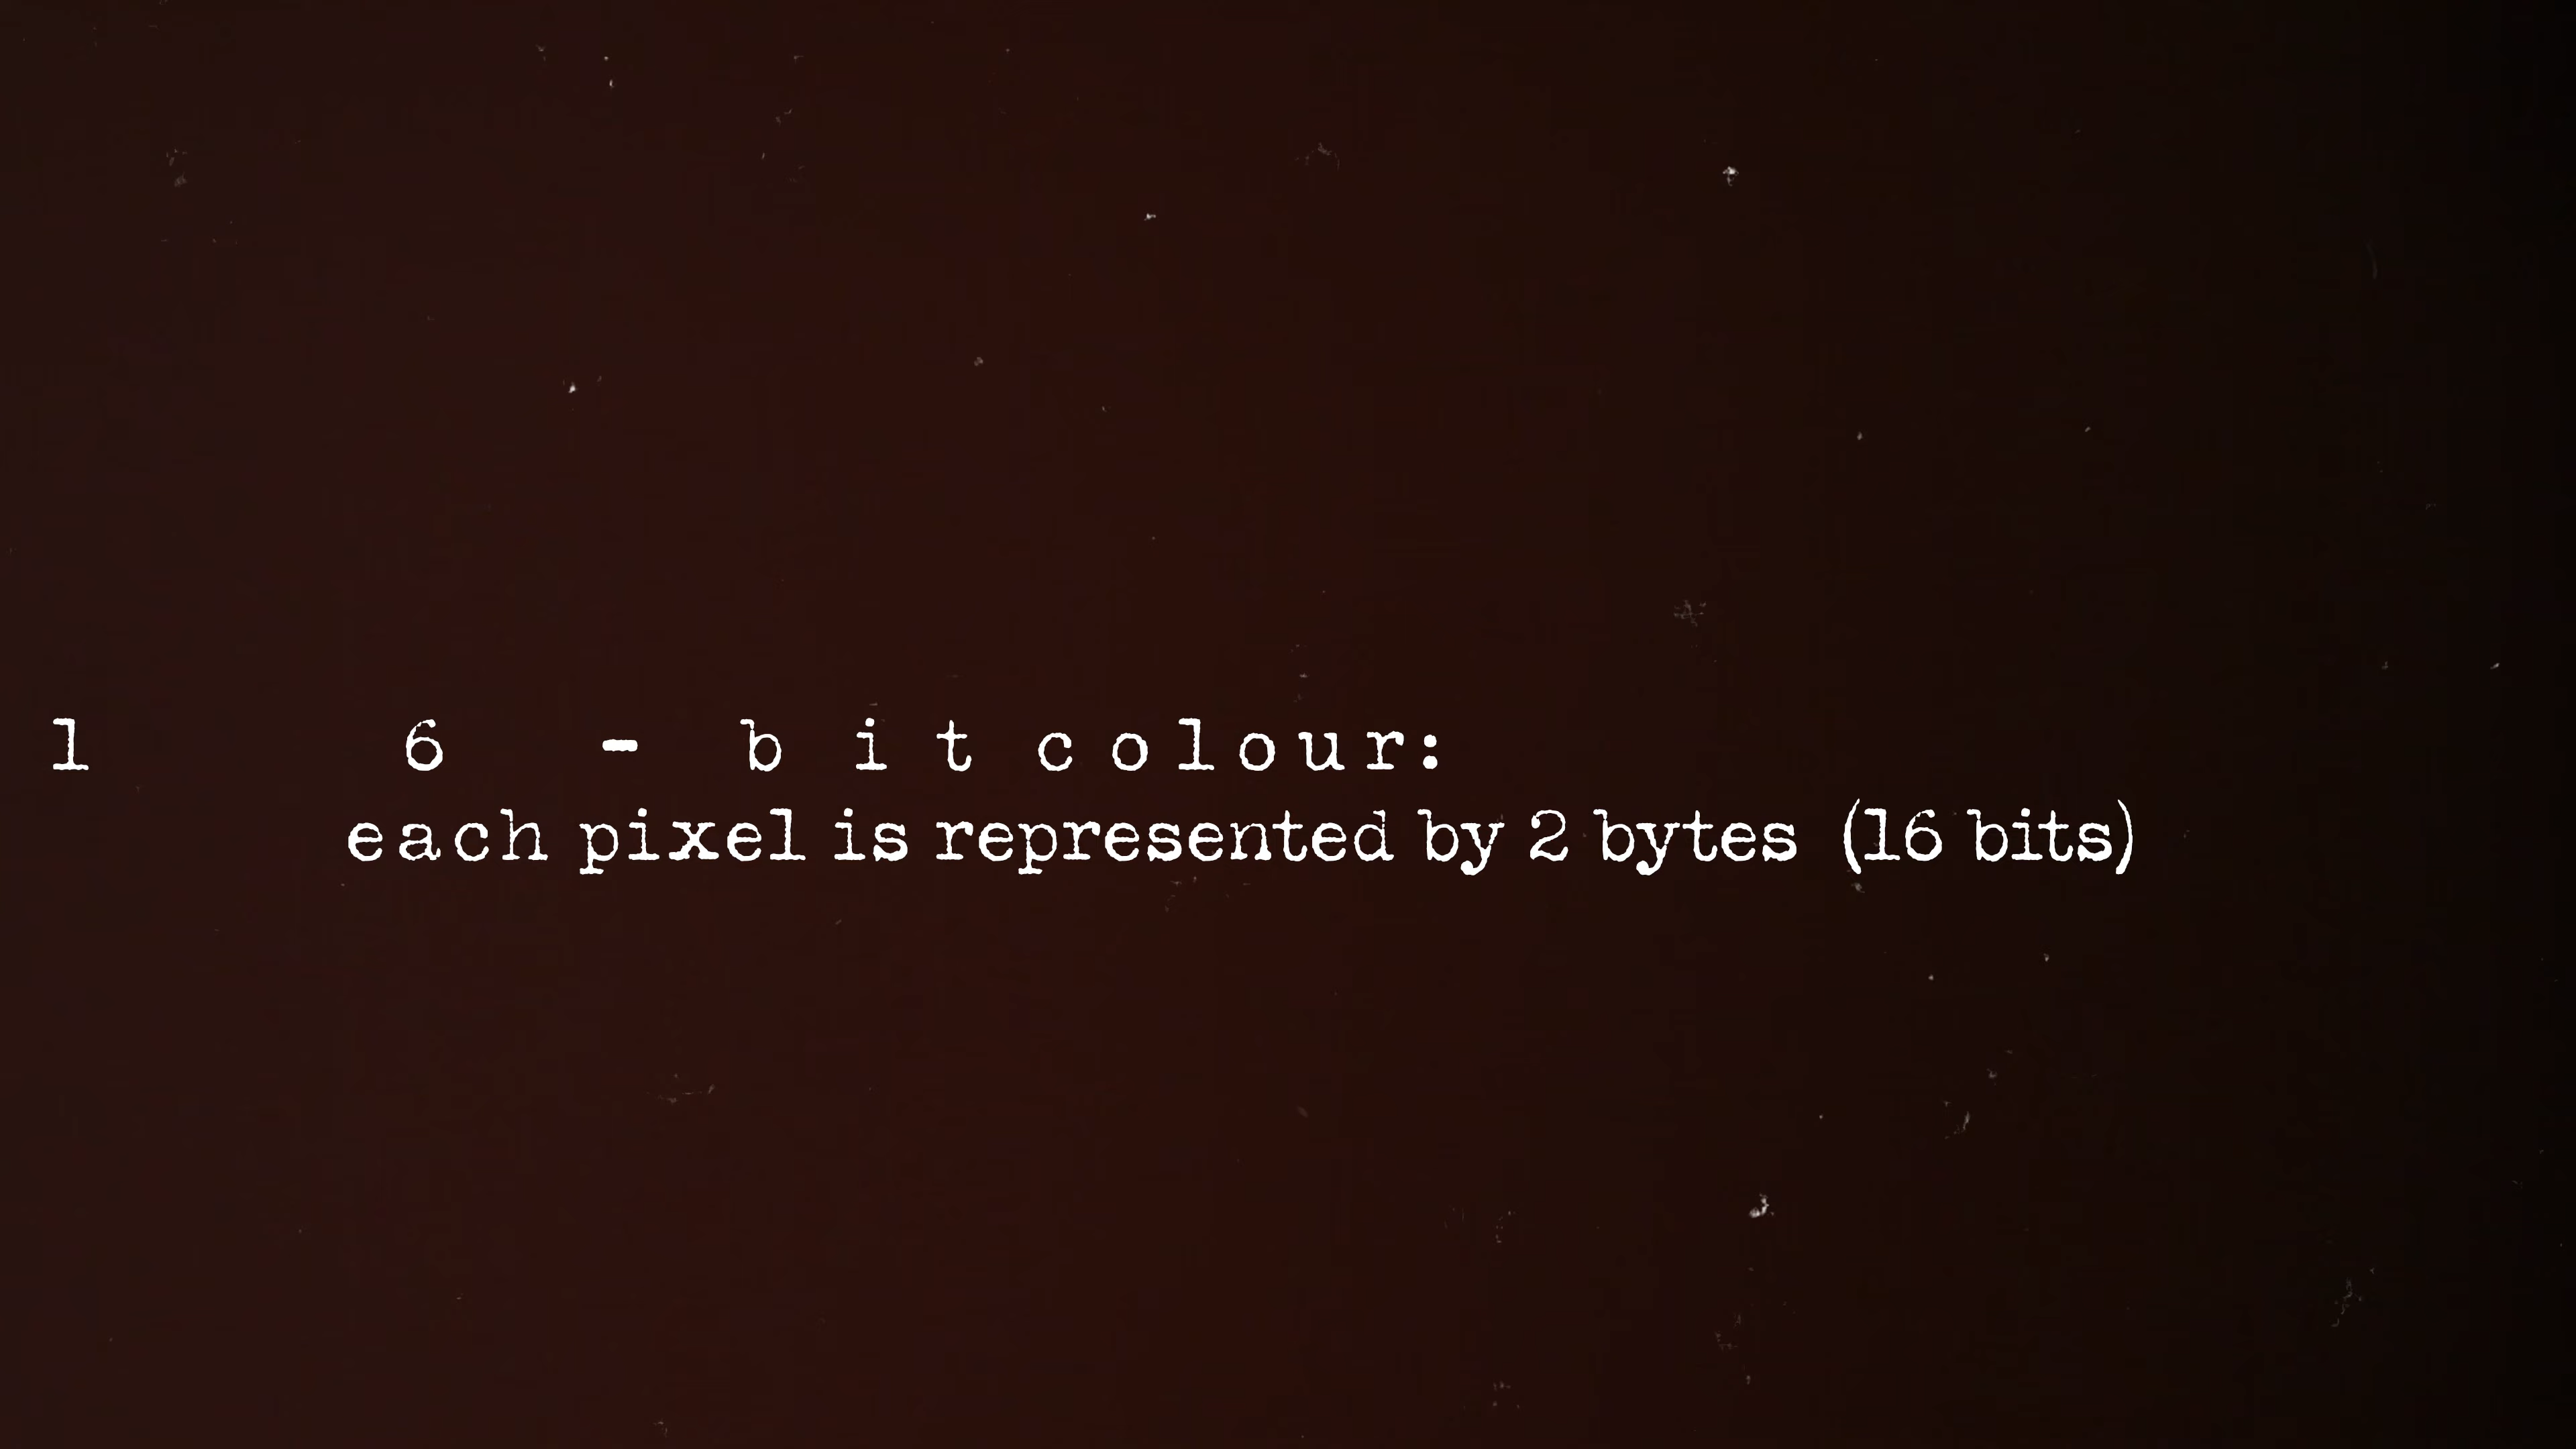 16-bit colour:
each pixel is represented by 2 bytes (16 bits)